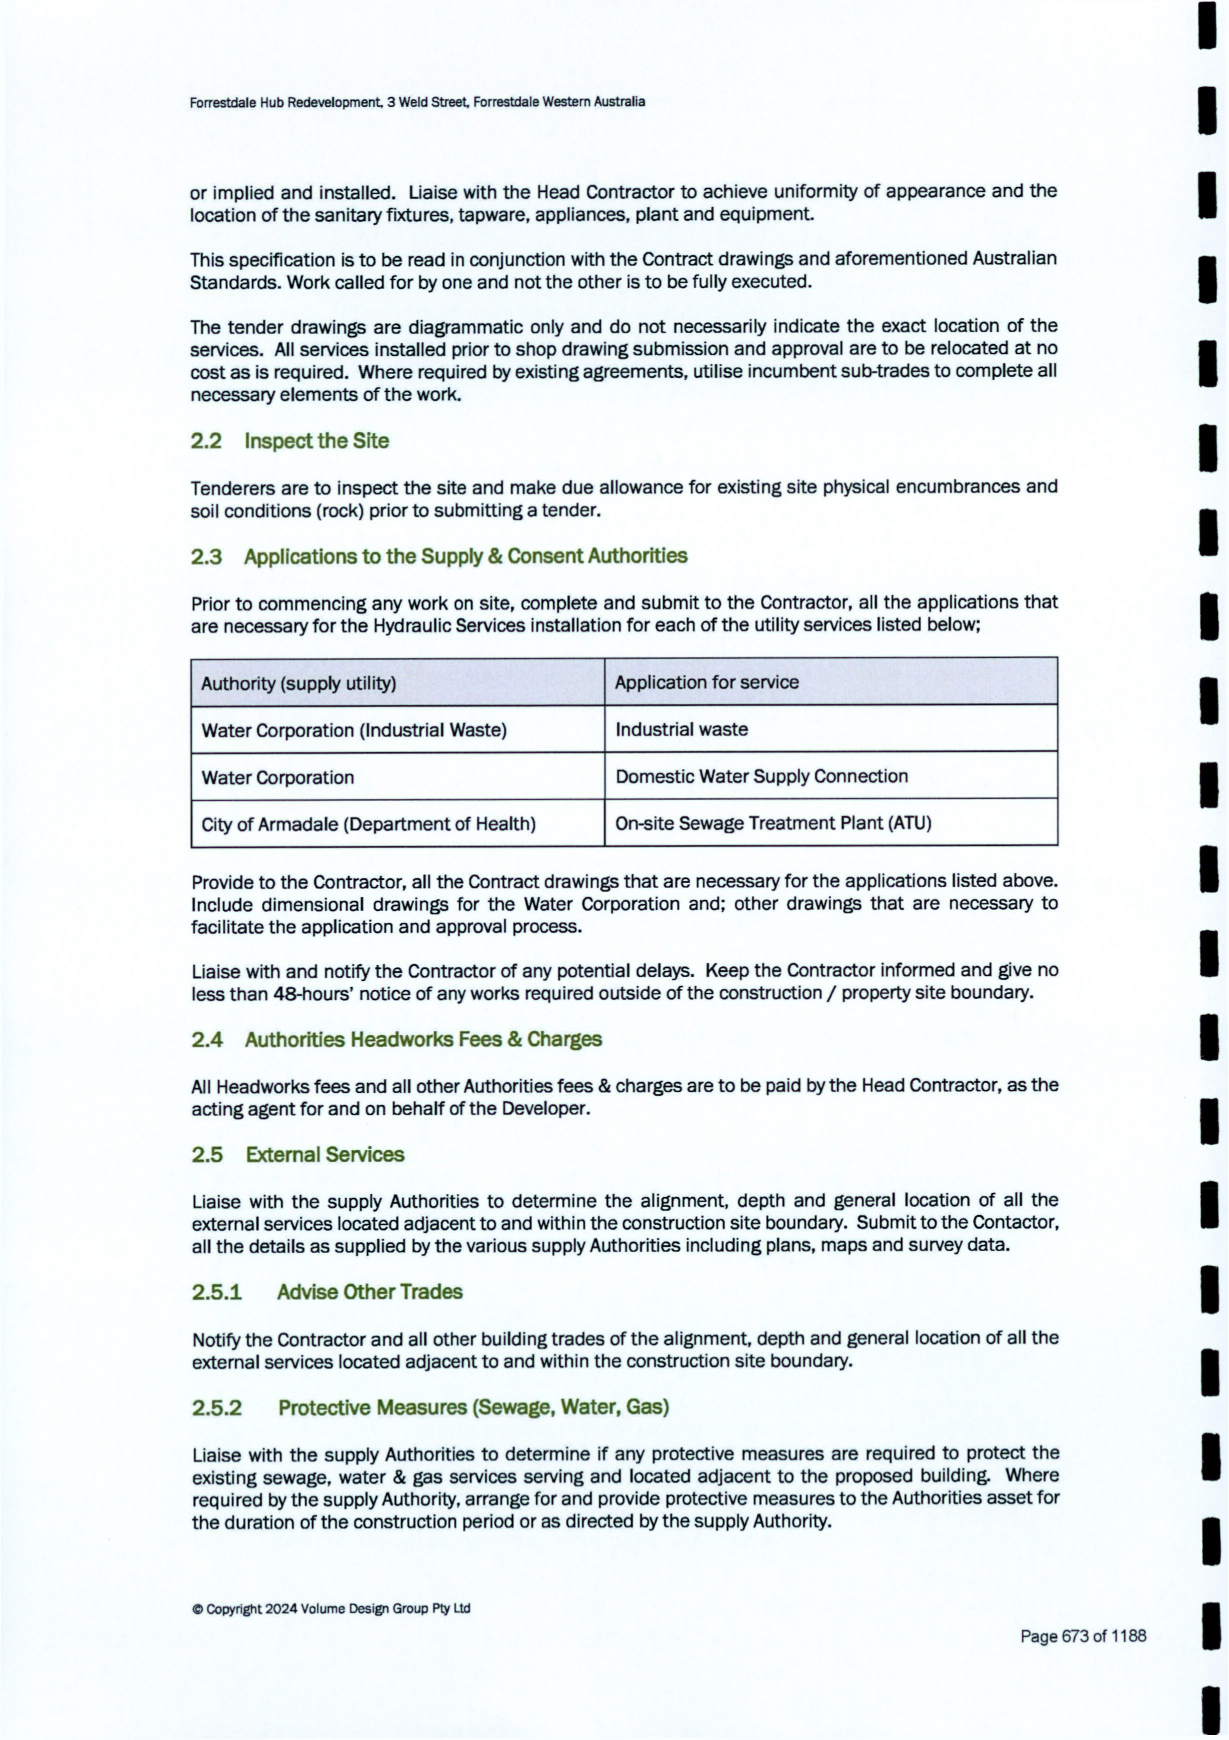 Forrestdale Hub Redevelopment, 3 Weld Street, Forrestdale Western Australia
or implied and installed. Liaise with the Head Contractor to achieve uniformity of appearance and the
location of the sanitary fixtures, tapware, appliances, plant and equipment.
This specification is to be read in conjunction with the Contract drawings and aforementioned Australian
Standards. Work called for by one and not the other is to be fully executed.
The tender drawings are diagrammatic only and do not necessarily indicate the exact location of the
services. All services installed prior to shop drawing submission and approval are to be relocated at no
cost as is required. Where required by existing agreements, utilise incumbent sub-trades to complete all
necessary elements of the work.
2.2 Inspect the Site
Tenderers are to inspect the site and make due allowance for existing site physical encumbrances and
soil conditions (rock) prior to submitting a tender.
2.3 Applications to the Supply & Consent Authorities
Prior to commencing any work on site, complete and submit to the Contractor, all the applications that
are necessary for the Hydraulic Services installation for each of the utility services listed below;
Authority (supply utility) Application for service
Water Corporation (Industrial Waste) Industrial waste
Water Corporation Domestic Water Supply Connection
City of Armadale (Department of Health) On-site Sewage Treatment Plant (ATU)
Provide to the Contractor, all the Contract drawings that are necessary for the applications listed above.
Include dimensional drawings for the Water Corporation and; other drawings that are necessary to
facilitate the application and approval process.
Liaise with and notify the Contractor of any potential delays. Keep the Contractor informed and give no
less than 48-hours' notice of any works required outside of the construction / property site boundary.
2.4 Authorities Headworks Fees & Charges
All Headworks fees and all other Authorities fees & charges are to be paid by the Head Contractor, as the
acting agent for and on behalf of the Developer.
2.5 External Services
Liaise with the supply Authorities to determine the alignment, depth and general location of all the
external services located adjacent to and within the construction site boundary. Submit to the Contactor,
all the details as supplied by the various supply Authorities including plans, maps and survey data.
2.5.1 Advise Other Trades
Notify the Contractor and all other building trades of the alignment, depth and general location of all the
external services located adjacent to and within the construction site boundary.
2.5.2 Protective Measures (Sewage, Water, Gas)
Liaise with the supply Authorities to determine if any protective measures are required to protect the
existing sewage, water & gas services serving and located adjacent to the proposed building. Where
required by the supply Authority, arrange for and provide protective measures to the Authorities asset for
the duration of the construction period or as directed by the supply Authority.
© Copyright 2024 Volume Design Group Pty Ltd
Page 673 of 1188